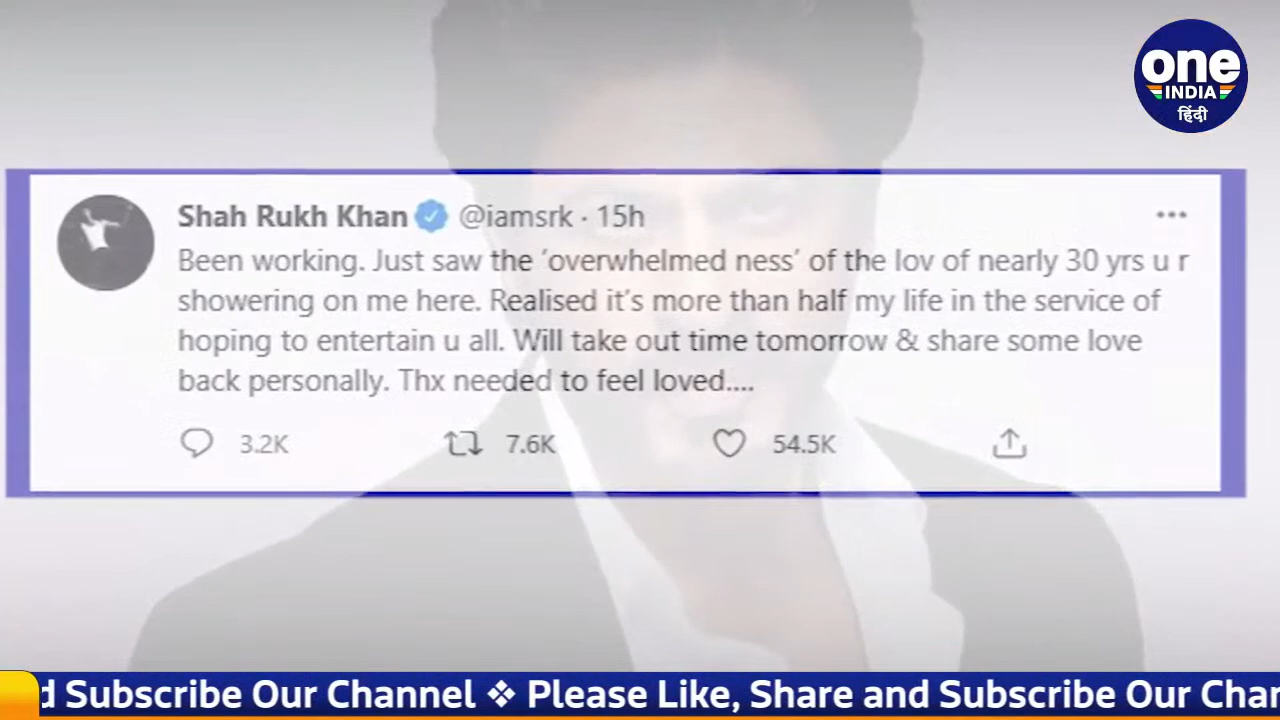 one
INDIA
हिंदी
Shah Rukh Khan @iamsrk · 15h
Been working. Just saw the ‘overwhelmed ness’ of the lov of nearly 30 yrs u r
showering on me here. Realised it’s more than half my life in the service of
hoping to entertain u all. Will take out time tomorrow & share some love
back personally. Thx needed to feel loved....
3.2K 7.6K 54.5K
d Subscribe Our Channel ❖ Please Like, Share and Subscribe Our Chan